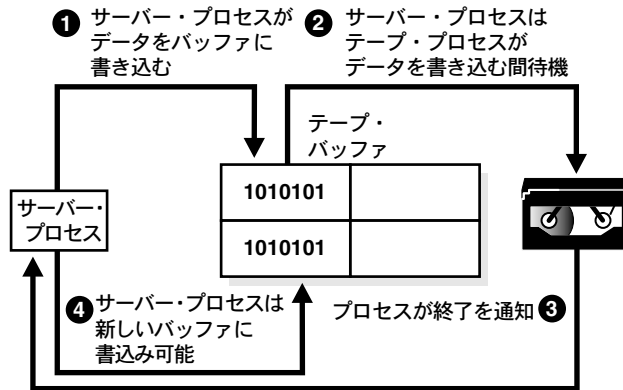 ❶ サーバー・プロセスが
データをバッファに
書き込む
❷ サーバー・プロセスは
テープ・プロセスが
データを書き込む間待機
テープ・
バッファ
1010101
1010101
サーバー・
プロセス
❹ サーバー・プロセスは
新しいバッファに
書込み可能
プロセスが終了を通知 ❸